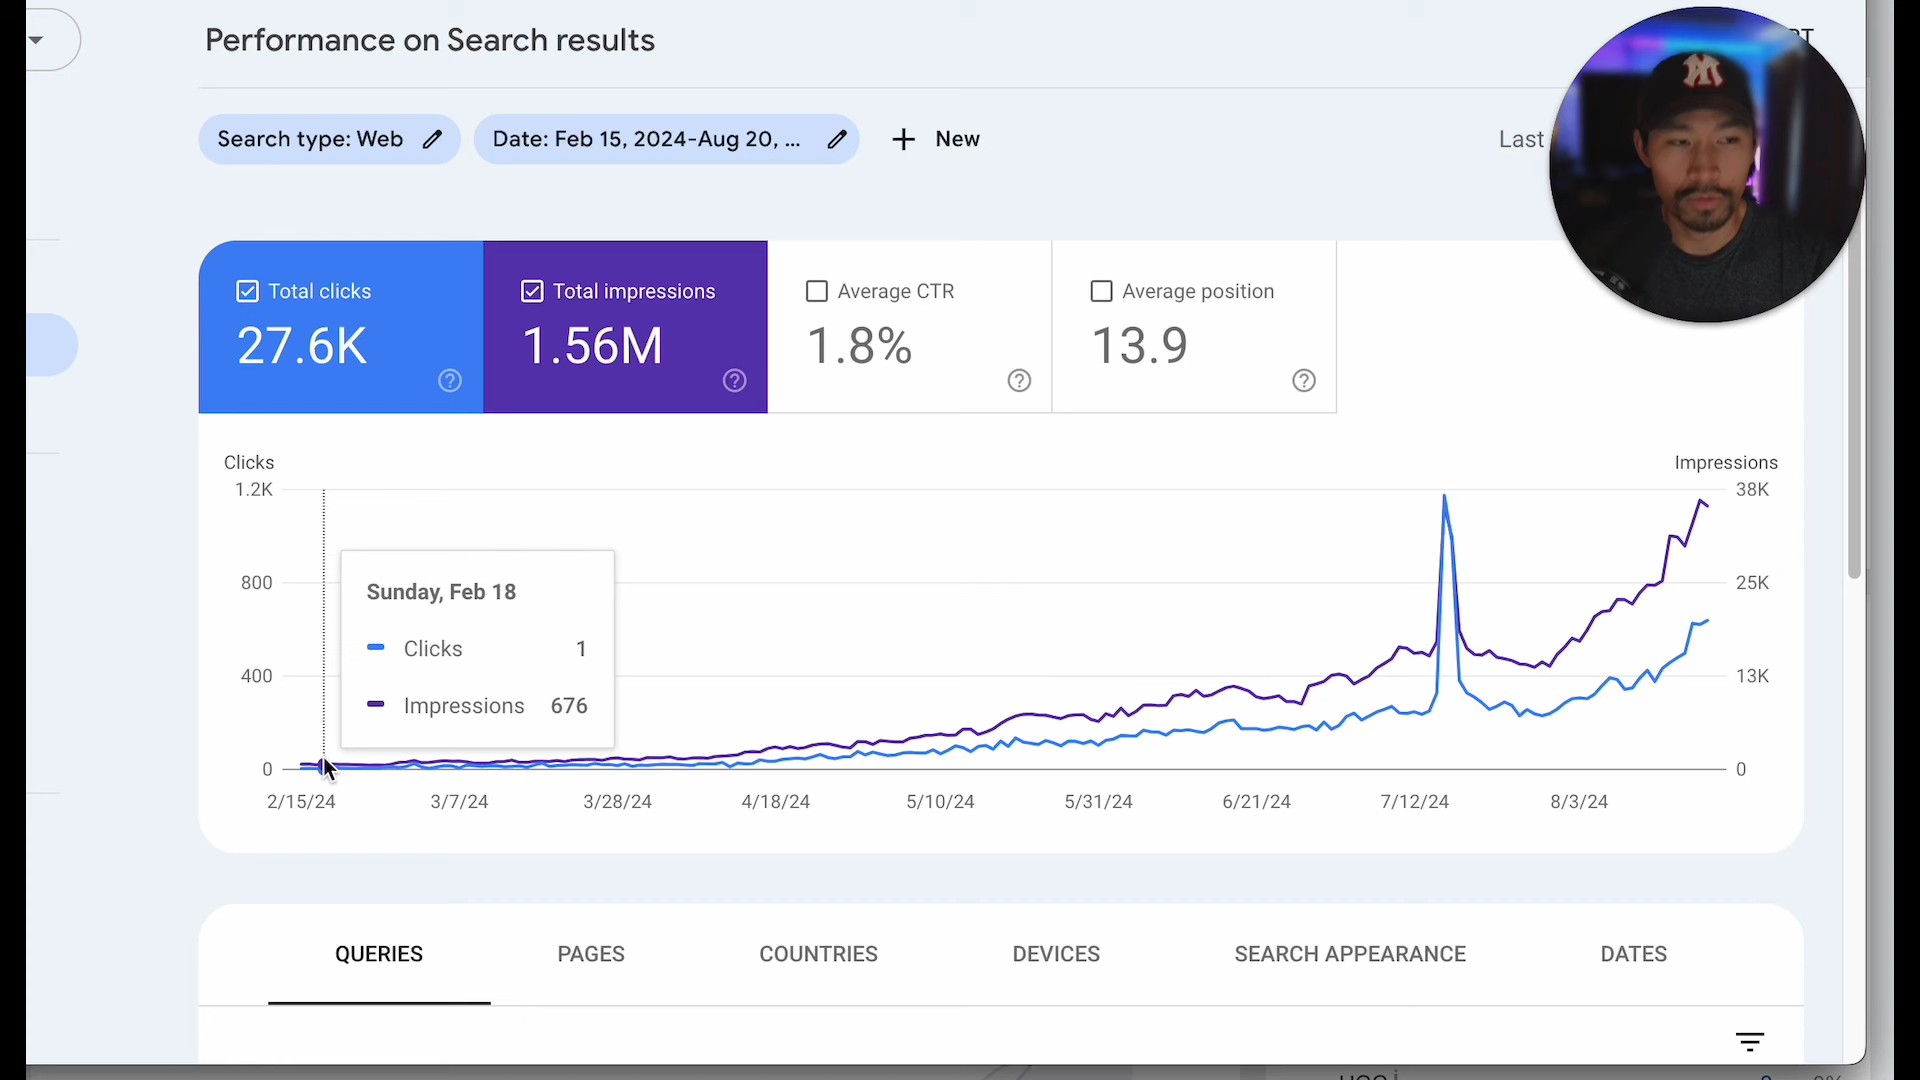 Performance on Search results
Search type: Web
Date: Feb 15, 2024-Aug 20, ...
New
Last
Total clicks
27.6K
Total impressions
1.56M
Average CTR
1.8%
Average position
13.9
Clicks
Impressions
1.2K
38K
800
25K
400
13K
0
0
Sunday, Feb 18
Clicks 1
Impressions 676
2/15/24 3/7/24 3/28/24 4/18/24 5/10/24 5/31/24 6/21/24 7/12/24 8/3/24
QUERIES PAGES COUNTRIES DEVICES SEARCH APPEARANCE DATES